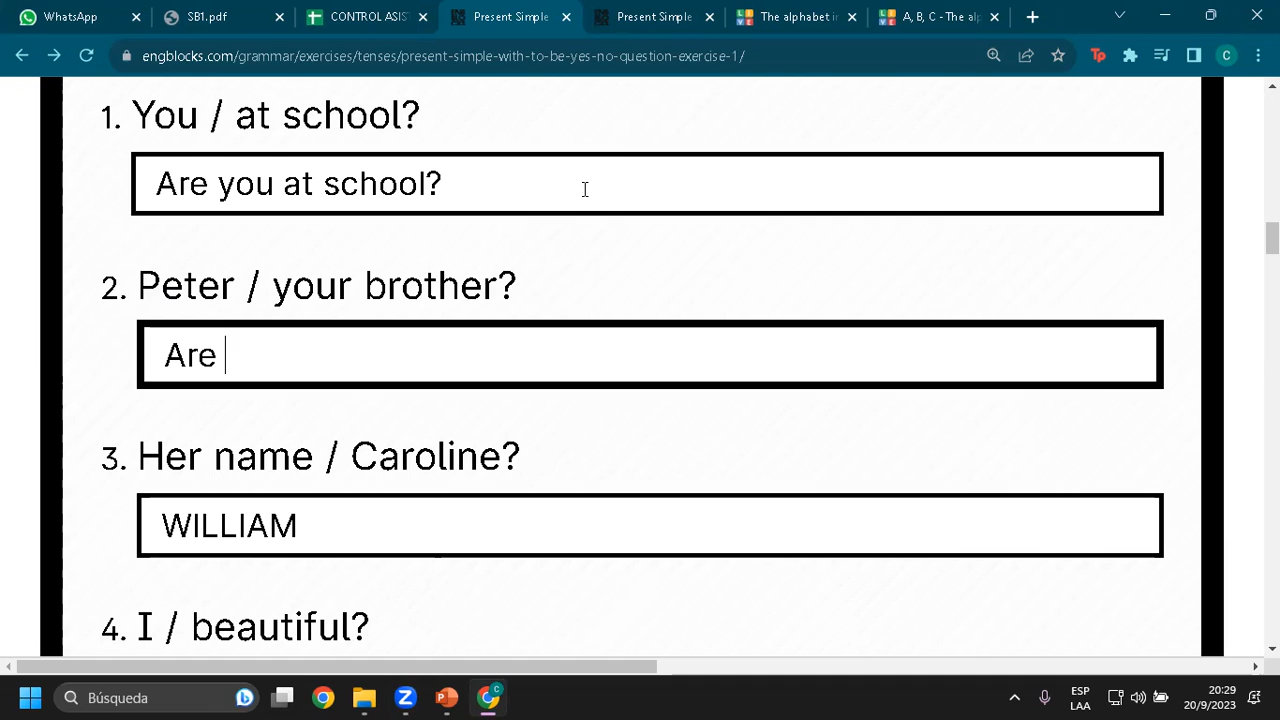 WhatsApp
SB1.pdf
CONTROL ASIS
Present Simple
Present Simple
The alphabet i
A, B, C - The al
engblocks.com/grammar/exercises/tenses/present-simple-with-to-be-yes-no-question-exercise-1/
Tp
C
1. You / at school?
Are you at school?
2. Peter / your brother?
Are
3. Her name / Caroline?
WILLIAM
4. I / beautiful?
Búsqueda
ESP
LAA
20:29
20/9/2023